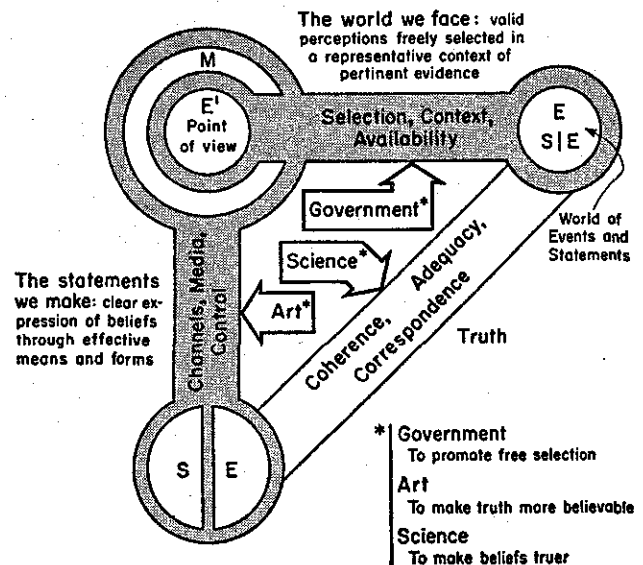 The world we face: valid
perceptions freely selected in
a representative context of
pertinent evidence
M
E'
Point
of view
Selection, Context,
Availability
E
S|E
World of
Events and
Statements
Government*
Science*
Art*
The statements
we make: clear ex-
pression of beliefs
through effective
means and forms
Channels, Media,
Control
Coherence, Adequacy,
Correspondence
Truth
S E
* Government
To promote free selection
Art
To make truth more believable
Science
To make beliefs truer